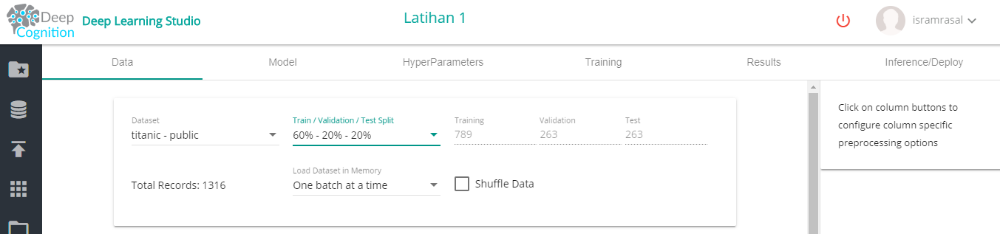 Deep
Cognition
Deep Learning Studio
Latihan 1
isramrasal
Data Model HyperParameters Training Results Inference/Deploy
Dataset Train / Validation / Test Split Training Validation Test
titanic - public 60% - 20% - 20% 789 263 263
Load Dataset in Memory
Total Records: 1316 One batch at a time Shuffle Data
Click on column buttons to
configure column specific
preprocessing options